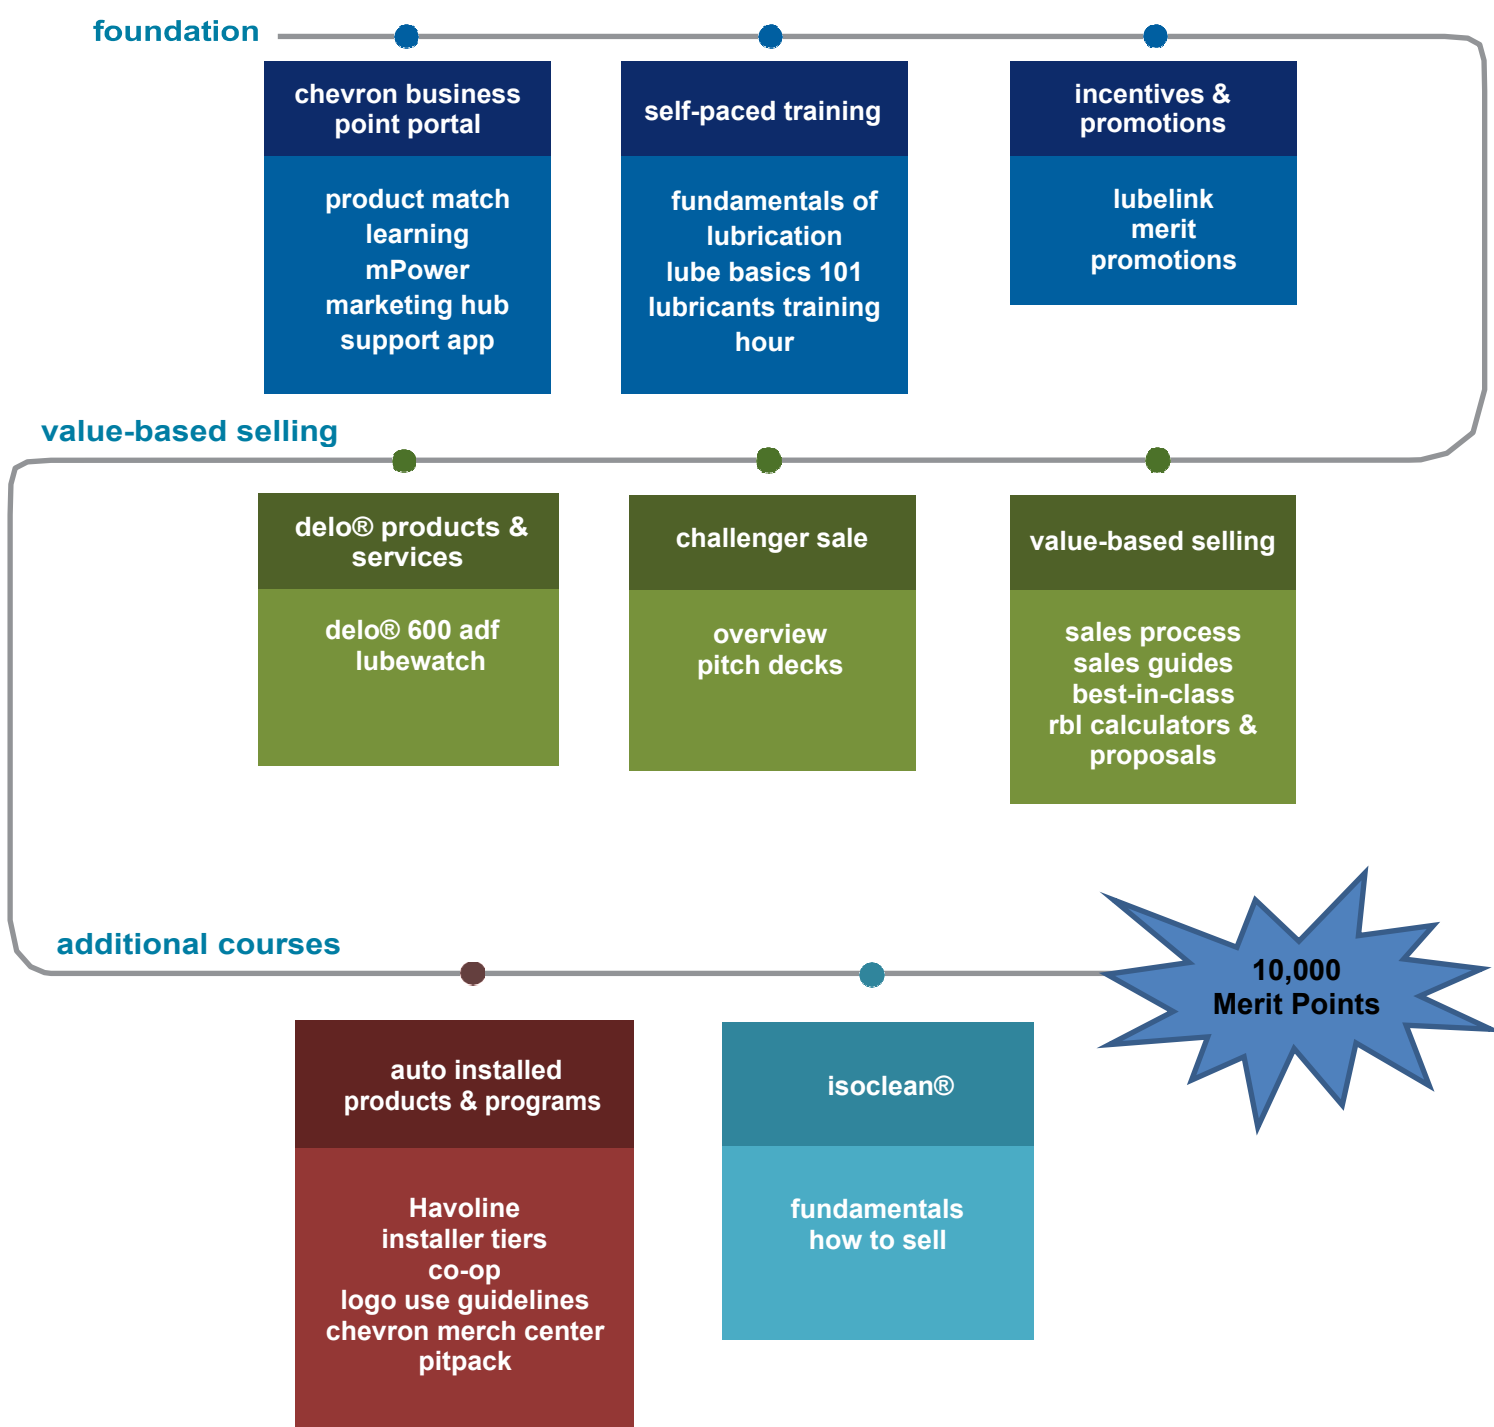 foundation
chevron business
point portal
product match
learning
mPower
marketing hub
support app
self-paced training
fundamentals of
lubrication
lube basics 101
lubricants training
hour
incentives &
promotions
lubelink
merit
promotions
value-based selling
delo® products &
services
delo® 600 adf
lubewatch
challenger sale
overview
pitch decks
value-based selling
sales process
sales guides
best-in-class
rbl calculators &
proposals
additional courses
auto installed
products & programs
Havoline
installer tiers
co-op
logo use guidelines
chevron merch center
pitpack
isoclean®
fundamentals
how to sell
10,000
Merit Points